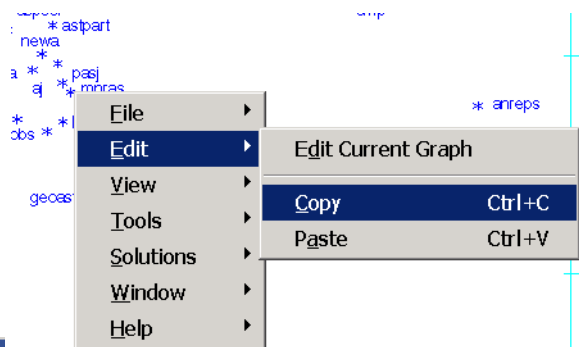 * astpart
newa
*
* *
pasj
aj * * mnras
File
* anreps
* *
* Edit
Edit Current Graph
View
Copy Ctrl+C
Tools
Paste Ctrl+V
Solutions
Window
Help